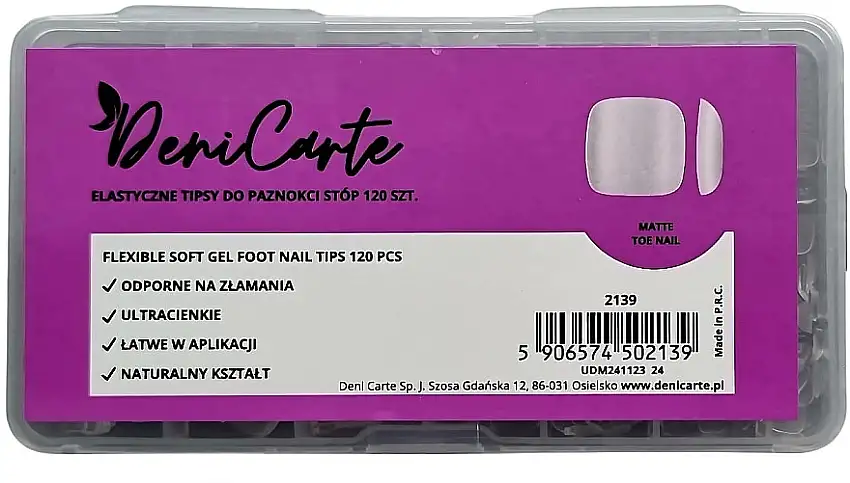 DeniCarte
ELASTYCZNE TIPSY DO PAZNOKCI STÓP 120 SZT.
MATTE
TOE NAIL
FLEXIBLE SOFT GEL FOOT NAIL TIPS 120 PCS
✓ ODPORNE NA ZŁAMANIA
✓ ULTRACIENKIE
✓ ŁATWE W APLIKACJI
✓ NATURALNY KSZTAŁT
2139
5 906574 502139
UDM241123 24
Deni Carte Sp. J. Szosa Gdańska 12, 86-031 Osielsko www.denicarte.pl
Made in P.R.C.